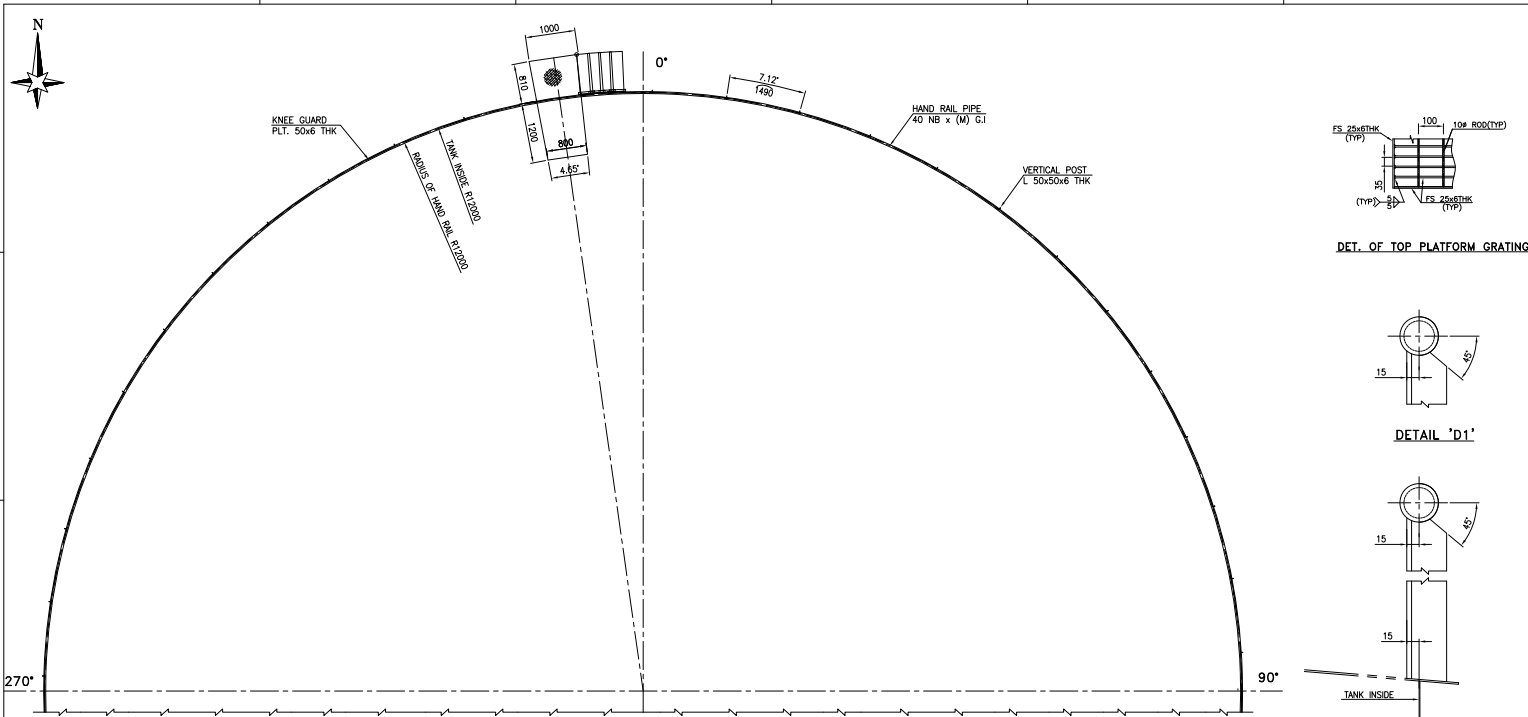 N
1000
810
1200
800
4.65°
0°
7.12°
1490
KNEE GUARD
PLT. 50x6 THK
TANK INSIDE R12000
RADIUS OF HAND RAIL R12000
HAND RAIL PIPE
40 NB x (M) G.I
VERTICAL POST
L 50x50x6 THK
270°
90°
FS 25x6THK
(TYP)
100
10ø ROD(TYP)
35
(TYP)
5
5
FS 25x6THK
(TYP)
DET. OF TOP PLATFORM GRATING
15
45°
DETAIL 'D1'
15
45°
15
TANK INSIDE